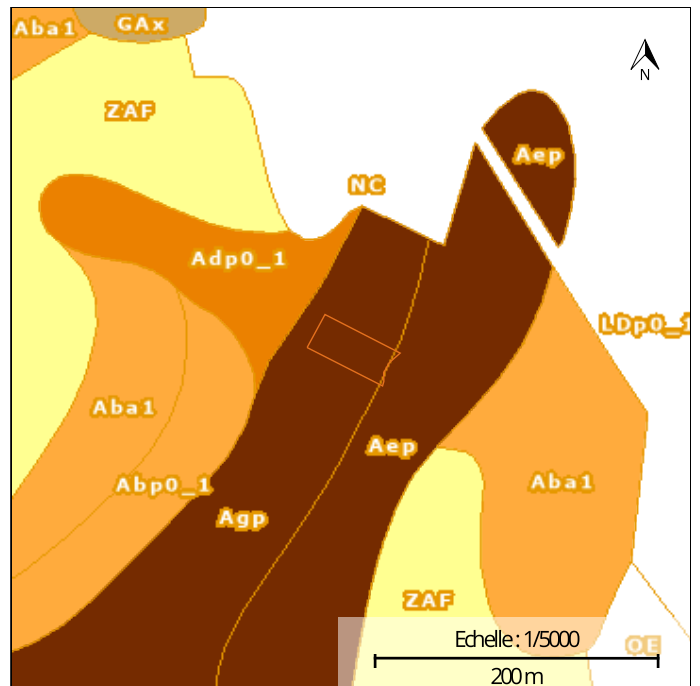 Aba1
GAx
N
ZAF
Aep
NC
Adp0_1
LDp0_1
Aba1
Aep
Abp0_1
Aba1
Agp
ZAF
Echelle : 1/5000
OE
200 m